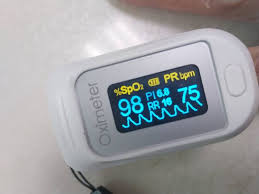 Oximeter
%SpO₂ PR bpm
98 PI 6.8 75
RR 16